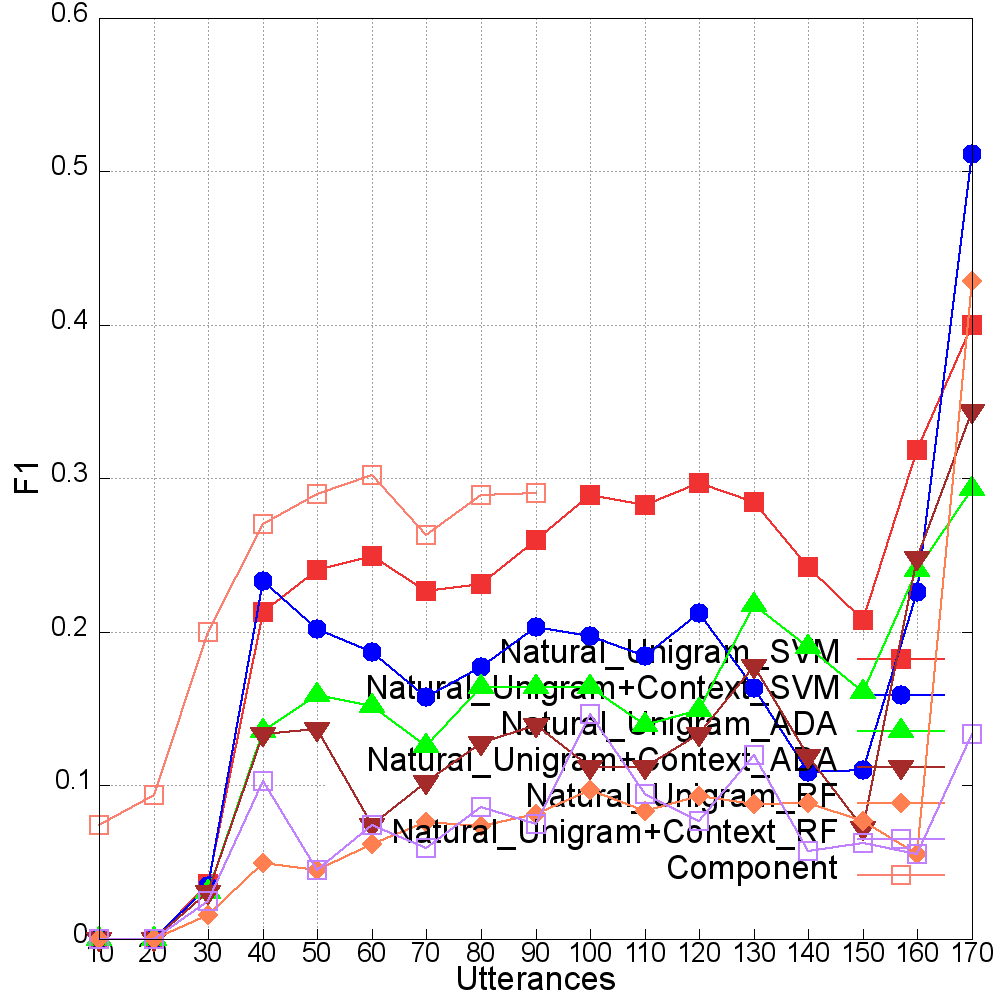 0.6
0.5
0.4
0.3
0.2
0.1
0
F1
Natural_Unigram_SVM
Natural_Unigram+Context_SVM
Natural_Unigram_ADA
Natural_Unigram+Context_ADA
Natural_Unigram_RF
Natural_Unigram+Context_RF
Component
10 20 30 40 50 60 70 80 90 100 110 120 130 140 150 160 170
Utterances